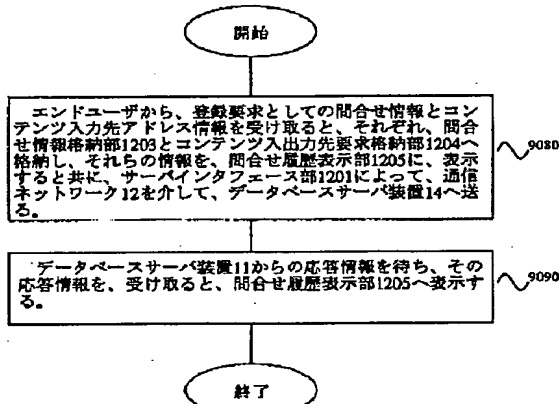 開始
エンドユーザから、登録要求としての問合せ情報とコン
テンツ入力先アドレス情報を受け取ると、それぞれ、問合
せ情報格納部1203とコンテンツ入出力先要求格納部1204へ
格納し、それらの情報を、問合せ履歴表示部1205に、表示
すると共に、サーバインタフェース部1201によって、通信
ネットワーク12を介して、データベースサーバ装置14へ送
る。
9080
データベースサーバ装置11からの応答情報を待ち、その
応答情報を、受け取ると、問合せ履歴表示部1205へ表示す
る。
9090
終了